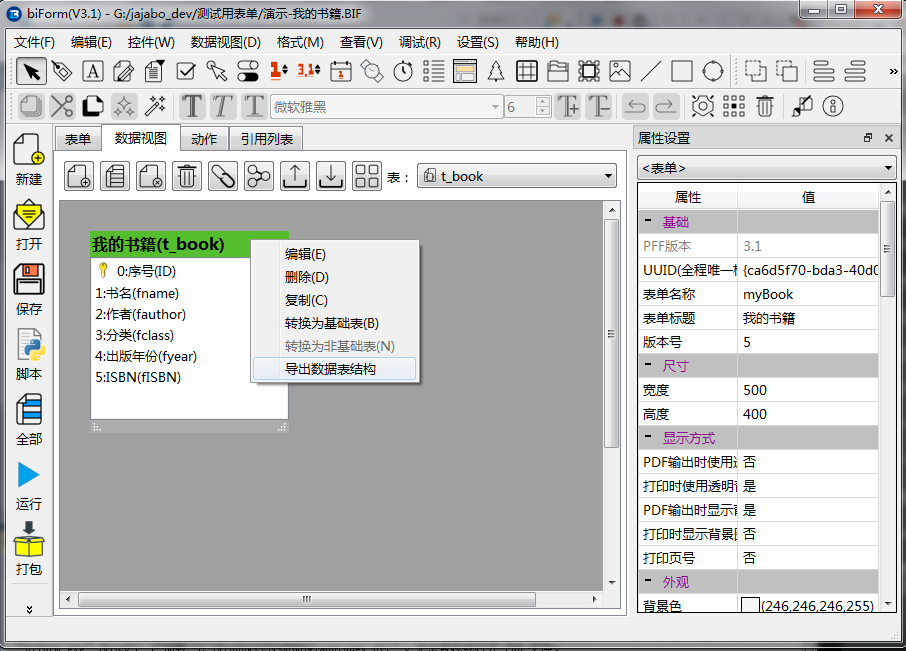 biForm(V3.1) - G:/jajabo_dev/测试用表单/演示-我的书籍.BIF
文件(F) 编辑(E) 控件(W) 数据视图(D) 格式(M) 查看(V) 调试(R) 设置(S) 帮助(H)
微软雅黑 6
新建
打开
保存
脚本
全部
运行
打包
表单 数据视图 动作 引用列表
表： t_book
我的书籍(t_book)
0:序号(ID)
1:书名(fname)
2:作者(fauthor)
3:分类(fclass)
4:出版年份(fyear)
5:ISBN(fISBN)
编辑(E)
删除(D)
复制(C)
转换为基础表(B)
转换为非基础表(N)
导出数据表结构
属性设置
<表单>
属性 值
基础
PFF版本 3.1
UUID(全程唯一 {ca6d5f70-bda3-40d0
表单名称 myBook
表单标题 我的书籍
版本号 5
尺寸
宽度 500
高度 400
显示方式
PDF输出时使用 否
打印时使用透明 是
PDF输出时显示 是
打印时显示背景 否
打印页号 否
外观
背景色 (246,246,246,255)